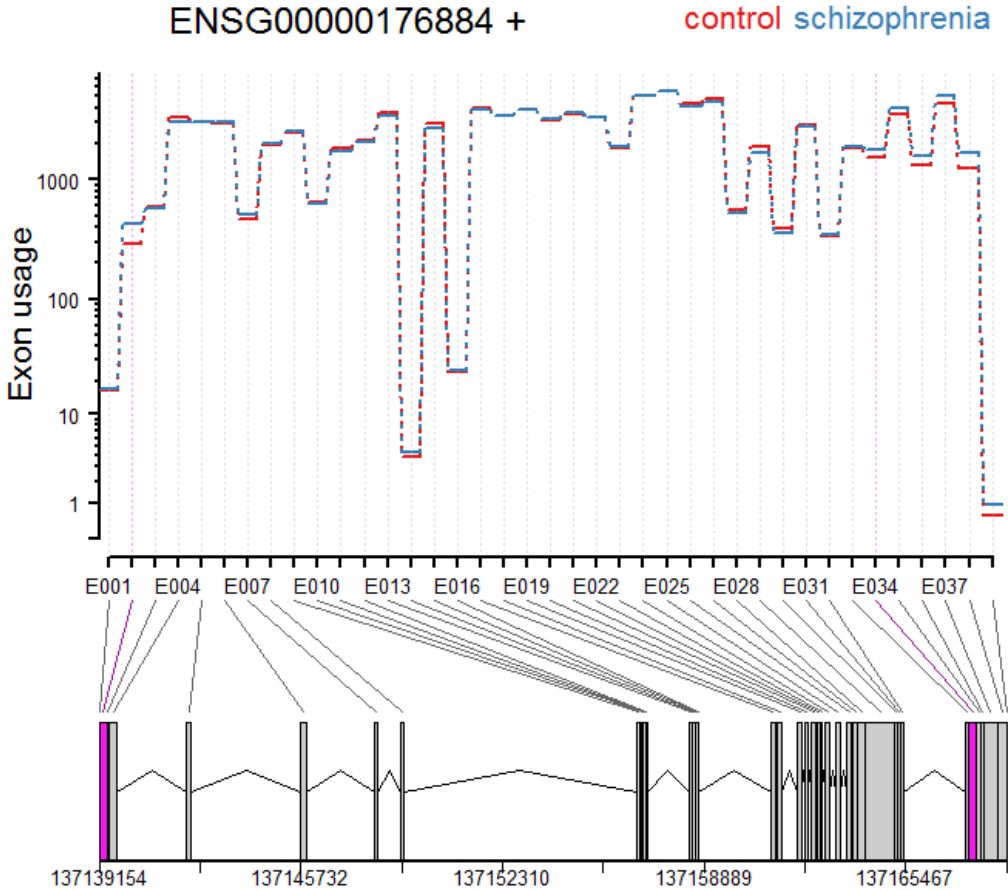 ENSG00000176884 + control schizophrenia
1000
100
10
1
Exon usage
E001 E004 E007 E010 E013 E016 E019 E022 E025 E028 E031 E034 E037
137139154 137145732 137152310 137158889 137165467